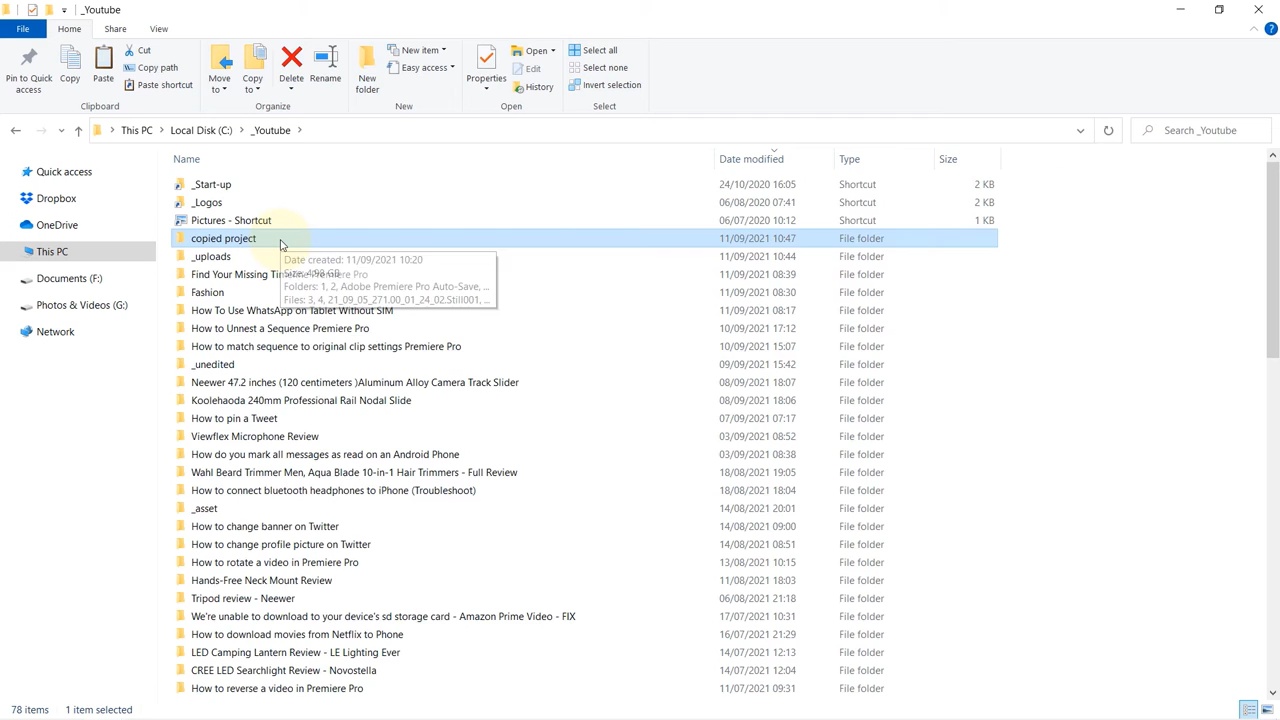 _Youtube
File
Home
Share
View
Pin to Quick access
Copy
Paste
Cut
Copy path
Paste shortcut
Clipboard
Move to
Copy to
Delete
Rename
Organize
New folder
New item
Easy access
New
Properties
Open
Edit
History
Open
Select all
Select none
Invert selection
Select
This PC
Local Disk (C:)
_Youtube
Search _Youtube
Quick access
Dropbox
OneDrive
This PC
Documents (F:)
Photos & Videos (G:)
Network
Name Date modified Type Size
_Start-up 24/10/2020 16:05 Shortcut 2 KB
_Logos 06/08/2020 07:41 Shortcut 2 KB
Pictures - Shortcut 06/07/2020 10:12 Shortcut 1 KB
copied project 11/09/2021 10:47 File folder
_uploads 11/09/2021 10:44 File folder
Find Your Missing Timeline Premiere Pro 11/09/2021 08:39 File folder
Fashion 11/09/2021 08:39 File folder
How To Use WhatsApp on Tablet Without SIM 11/09/2021 08:17 File folder
How to Unnest a Sequence Premiere Pro 10/09/2021 17:12 File folder
How to match sequence to original clip settings Premiere Pro 10/09/2021 15:07 File folder
_unedited 09/09/2021 15:42 File folder
Neewer 47.2 inches (120 centimeters )Aluminum Alloy Camera Track Slider 08/09/2021 18:07 File folder
Koolehaoda 240mm Professional Rail Nodal Slide 08/09/2021 18:06 File folder
How to pin a Tweet 07/09/2021 07:17 File folder
Viewflex Microphone Review 03/09/2021 08:52 File folder
How do you mark all messages as read on an Android Phone 03/09/2021 08:38 File folder
Wahl Beard Trimmer Men, Aqua Blade 10-in-1 Hair Trimmers - Full Review 18/08/2021 19:05 File folder
How to connect bluetooth headphones to iPhone (Troubleshoot) 18/08/2021 18:04 File folder
_asset 14/08/2021 20:01 File folder
How to change banner on Twitter 14/08/2021 09:00 File folder
How to change profile picture on Twitter 14/08/2021 08:51 File folder
How to rotate a video in Premiere Pro 13/08/2021 10:15 File folder
Hands-Free Neck Mount Review 11/08/2021 18:03 File folder
Tripod review - Neewer 06/08/2021 21:18 File folder
We're unable to download to your device's sd storage card - Amazon Prime Video - FIX 17/07/2021 10:31 File folder
How to download movies from Netflix to Phone 16/07/2021 21:29 File folder
LED Camping Lantern Review - LE Lighting Ever 14/07/2021 12:13 File folder
CREE LED Searchlight Review - Novostella 14/07/2021 12:04 File folder
How to reverse a video in Premiere Pro 11/07/2021 09:31 File folder
Date created: 11/09/2021 10:20
Size: 4.98 GB
Folders: 1, 2, Adobe Premiere Pro Auto-Save, ...
Files: 3, 4, 21_09_05_271.00_01_24_02.Still001, ...
78 items
1 item selected